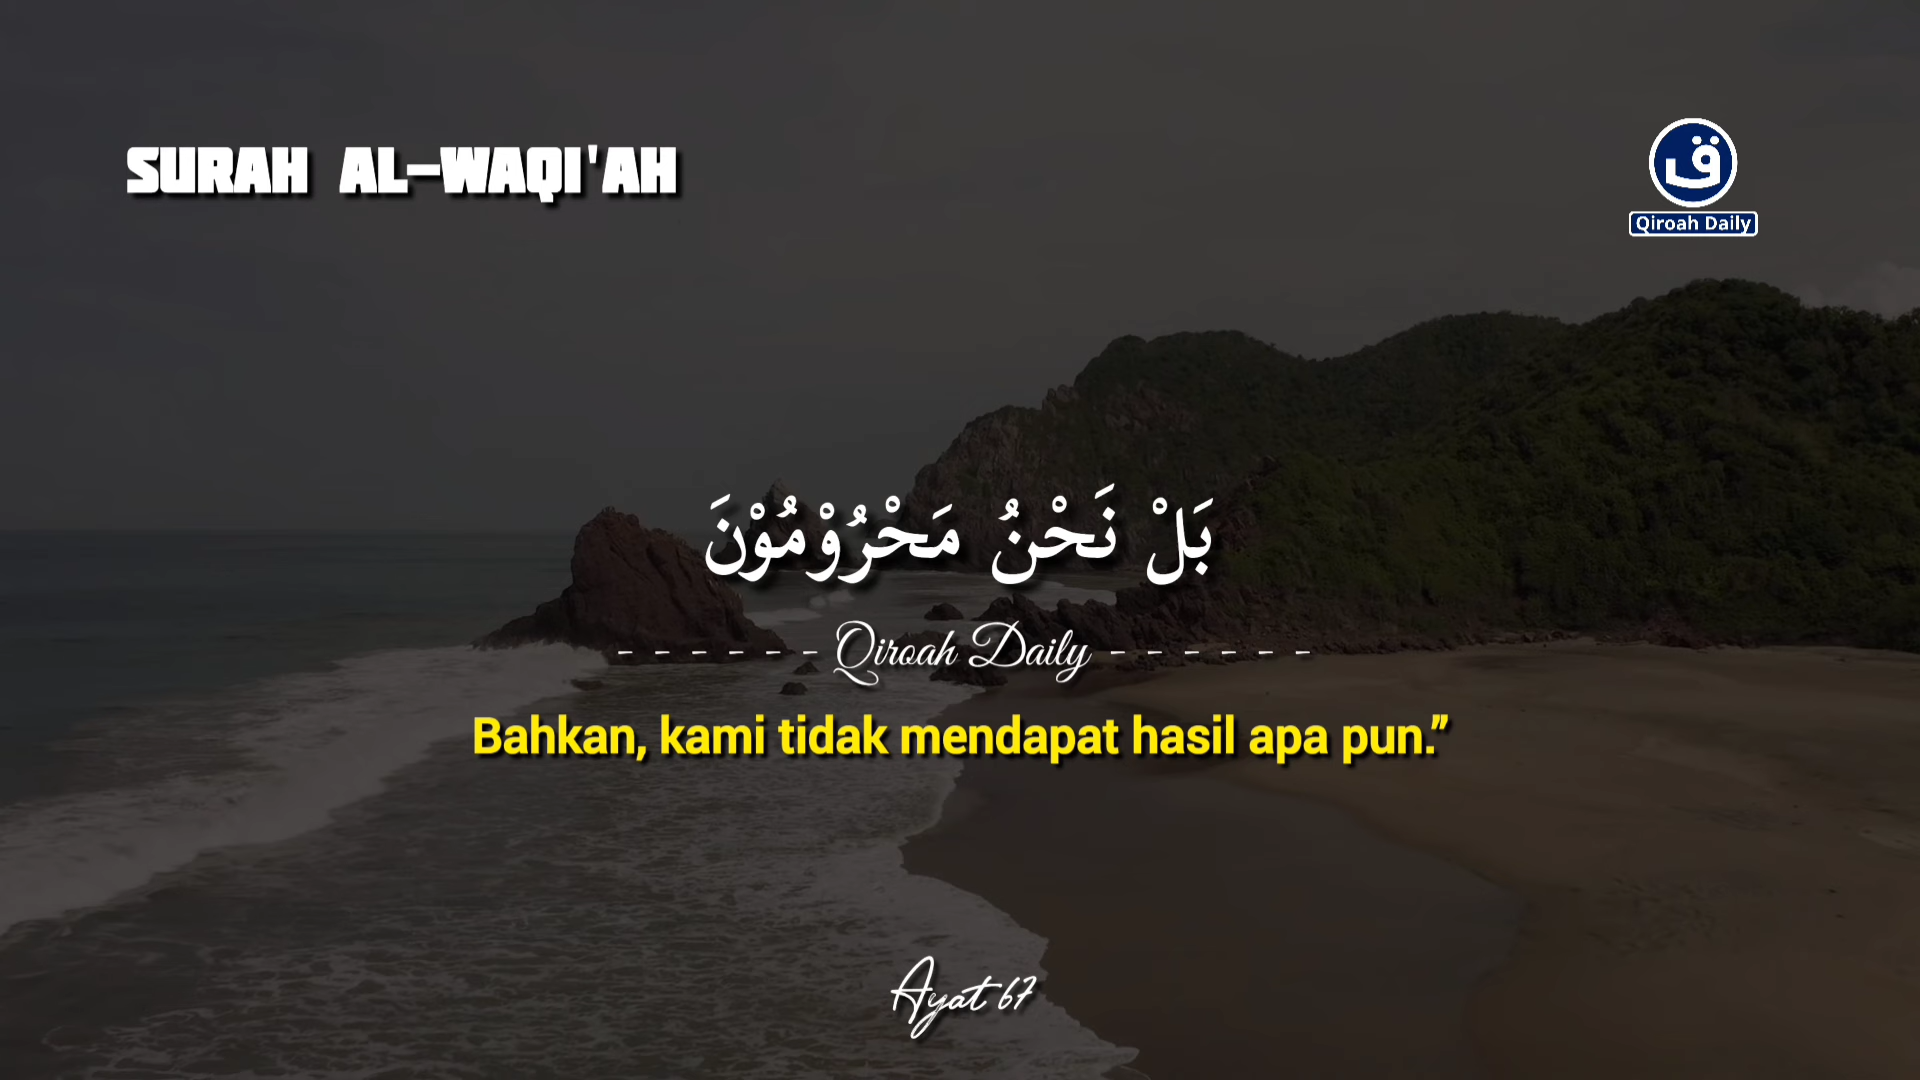 SURAH AL-WAQI'AH
ق
Qiroah Daily
بَلْ نَحْنُ مَحْرُوْمُوْنَ
- - - - - - Qiroah Daily - - - - - -
Bahkan, kami tidak mendapat hasil apa pun.”
Ayat 67